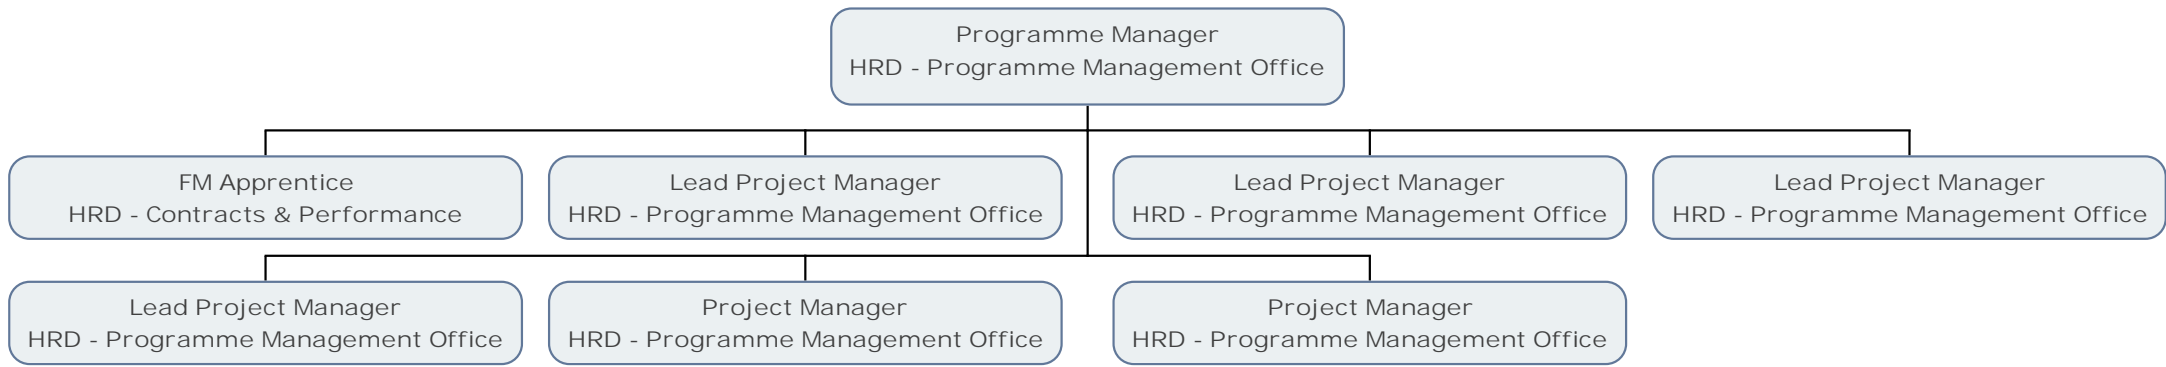 Programme Manager
HRD - Programme Management Office
FM Apprentice
HRD - Contracts & Performance
Lead Project Manager
HRD - Programme Management Office
Lead Project Manager
HRD - Programme Management Office
Lead Project Manager
HRD - Programme Management Office
Lead Project Manager
HRD - Programme Management Office
Project Manager
HRD - Programme Management Office
Project Manager
HRD - Programme Management Office